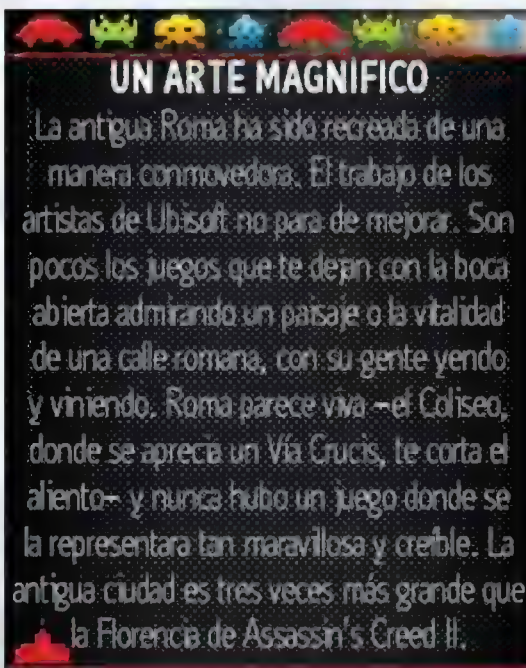 UN ARTE MAGNÍFICO
La antigua Roma ha sido recreada de una
manera conmovedora. El trabajo de los
artistas de Ubisoft no para de mejorar. Son
pocos los juegos que te dejan con la boca
abierta admirando un paisaje o la vitalidad
de una calle romana, con su gente yendo
y viniendo. Roma parece viva –el Coliseo,
donde se aprecia un Vía Crucis, te corta el
aliento– y nunca hubo un juego donde se
la representara tan maravillosa y creíble. La
antigua ciudad es tres veces más grande que
la Florencia de Assassin's Creed II.